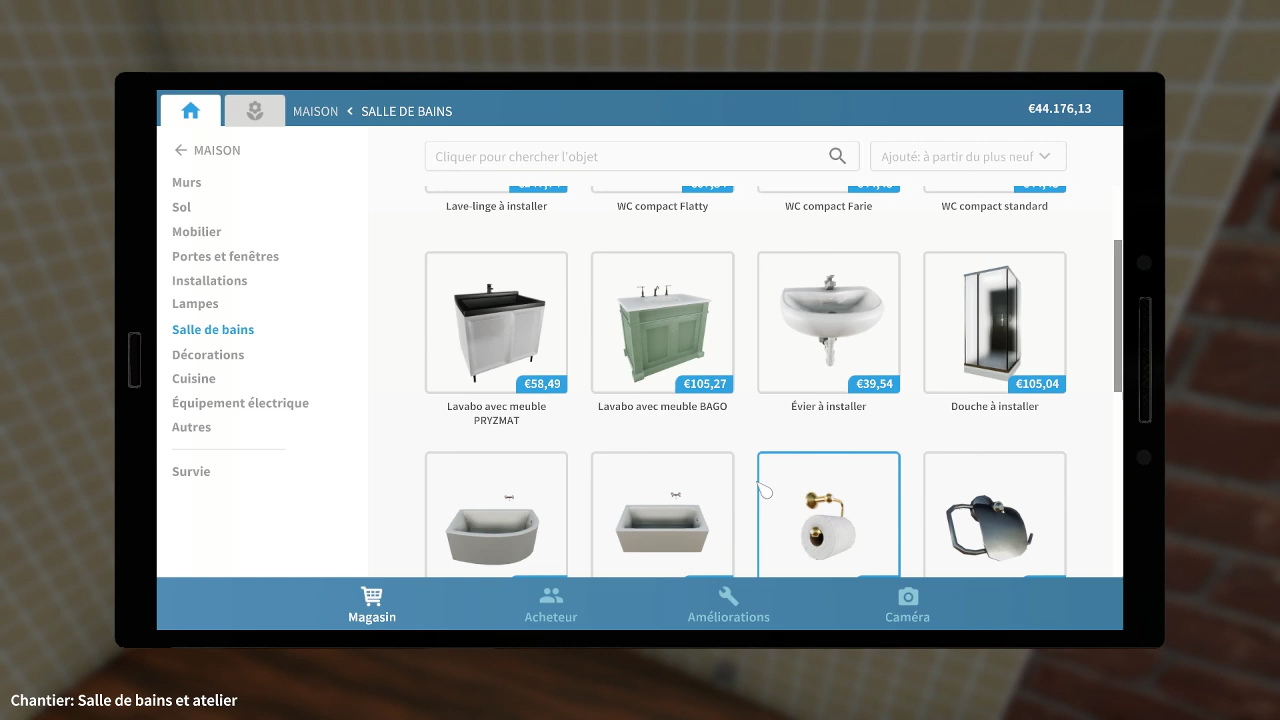 MAISON < SALLE DE BAINS
€44.176,13
← MAISON
Cliquer pour chercher l'objet
Ajouté: à partir du plus neuf
Murs
Sol
Mobilier
Portes et fenêtres
Installations
Lampes
Salle de bains
Décorations
Cuisine
Équipement électrique
Autres
Survie
Lave-linge à installer
WC compact Flatty
WC compact Farie
WC compact standard
€58,49
€105,27
€39,54
€105,04
Lavabo avec meuble
PRYZMAT
Lavabo avec meuble BAGO
Évier à installer
Douche à installer
Magasin
Acheteur
Améliorations
Caméra
Chantier: Salle de bains et atelier